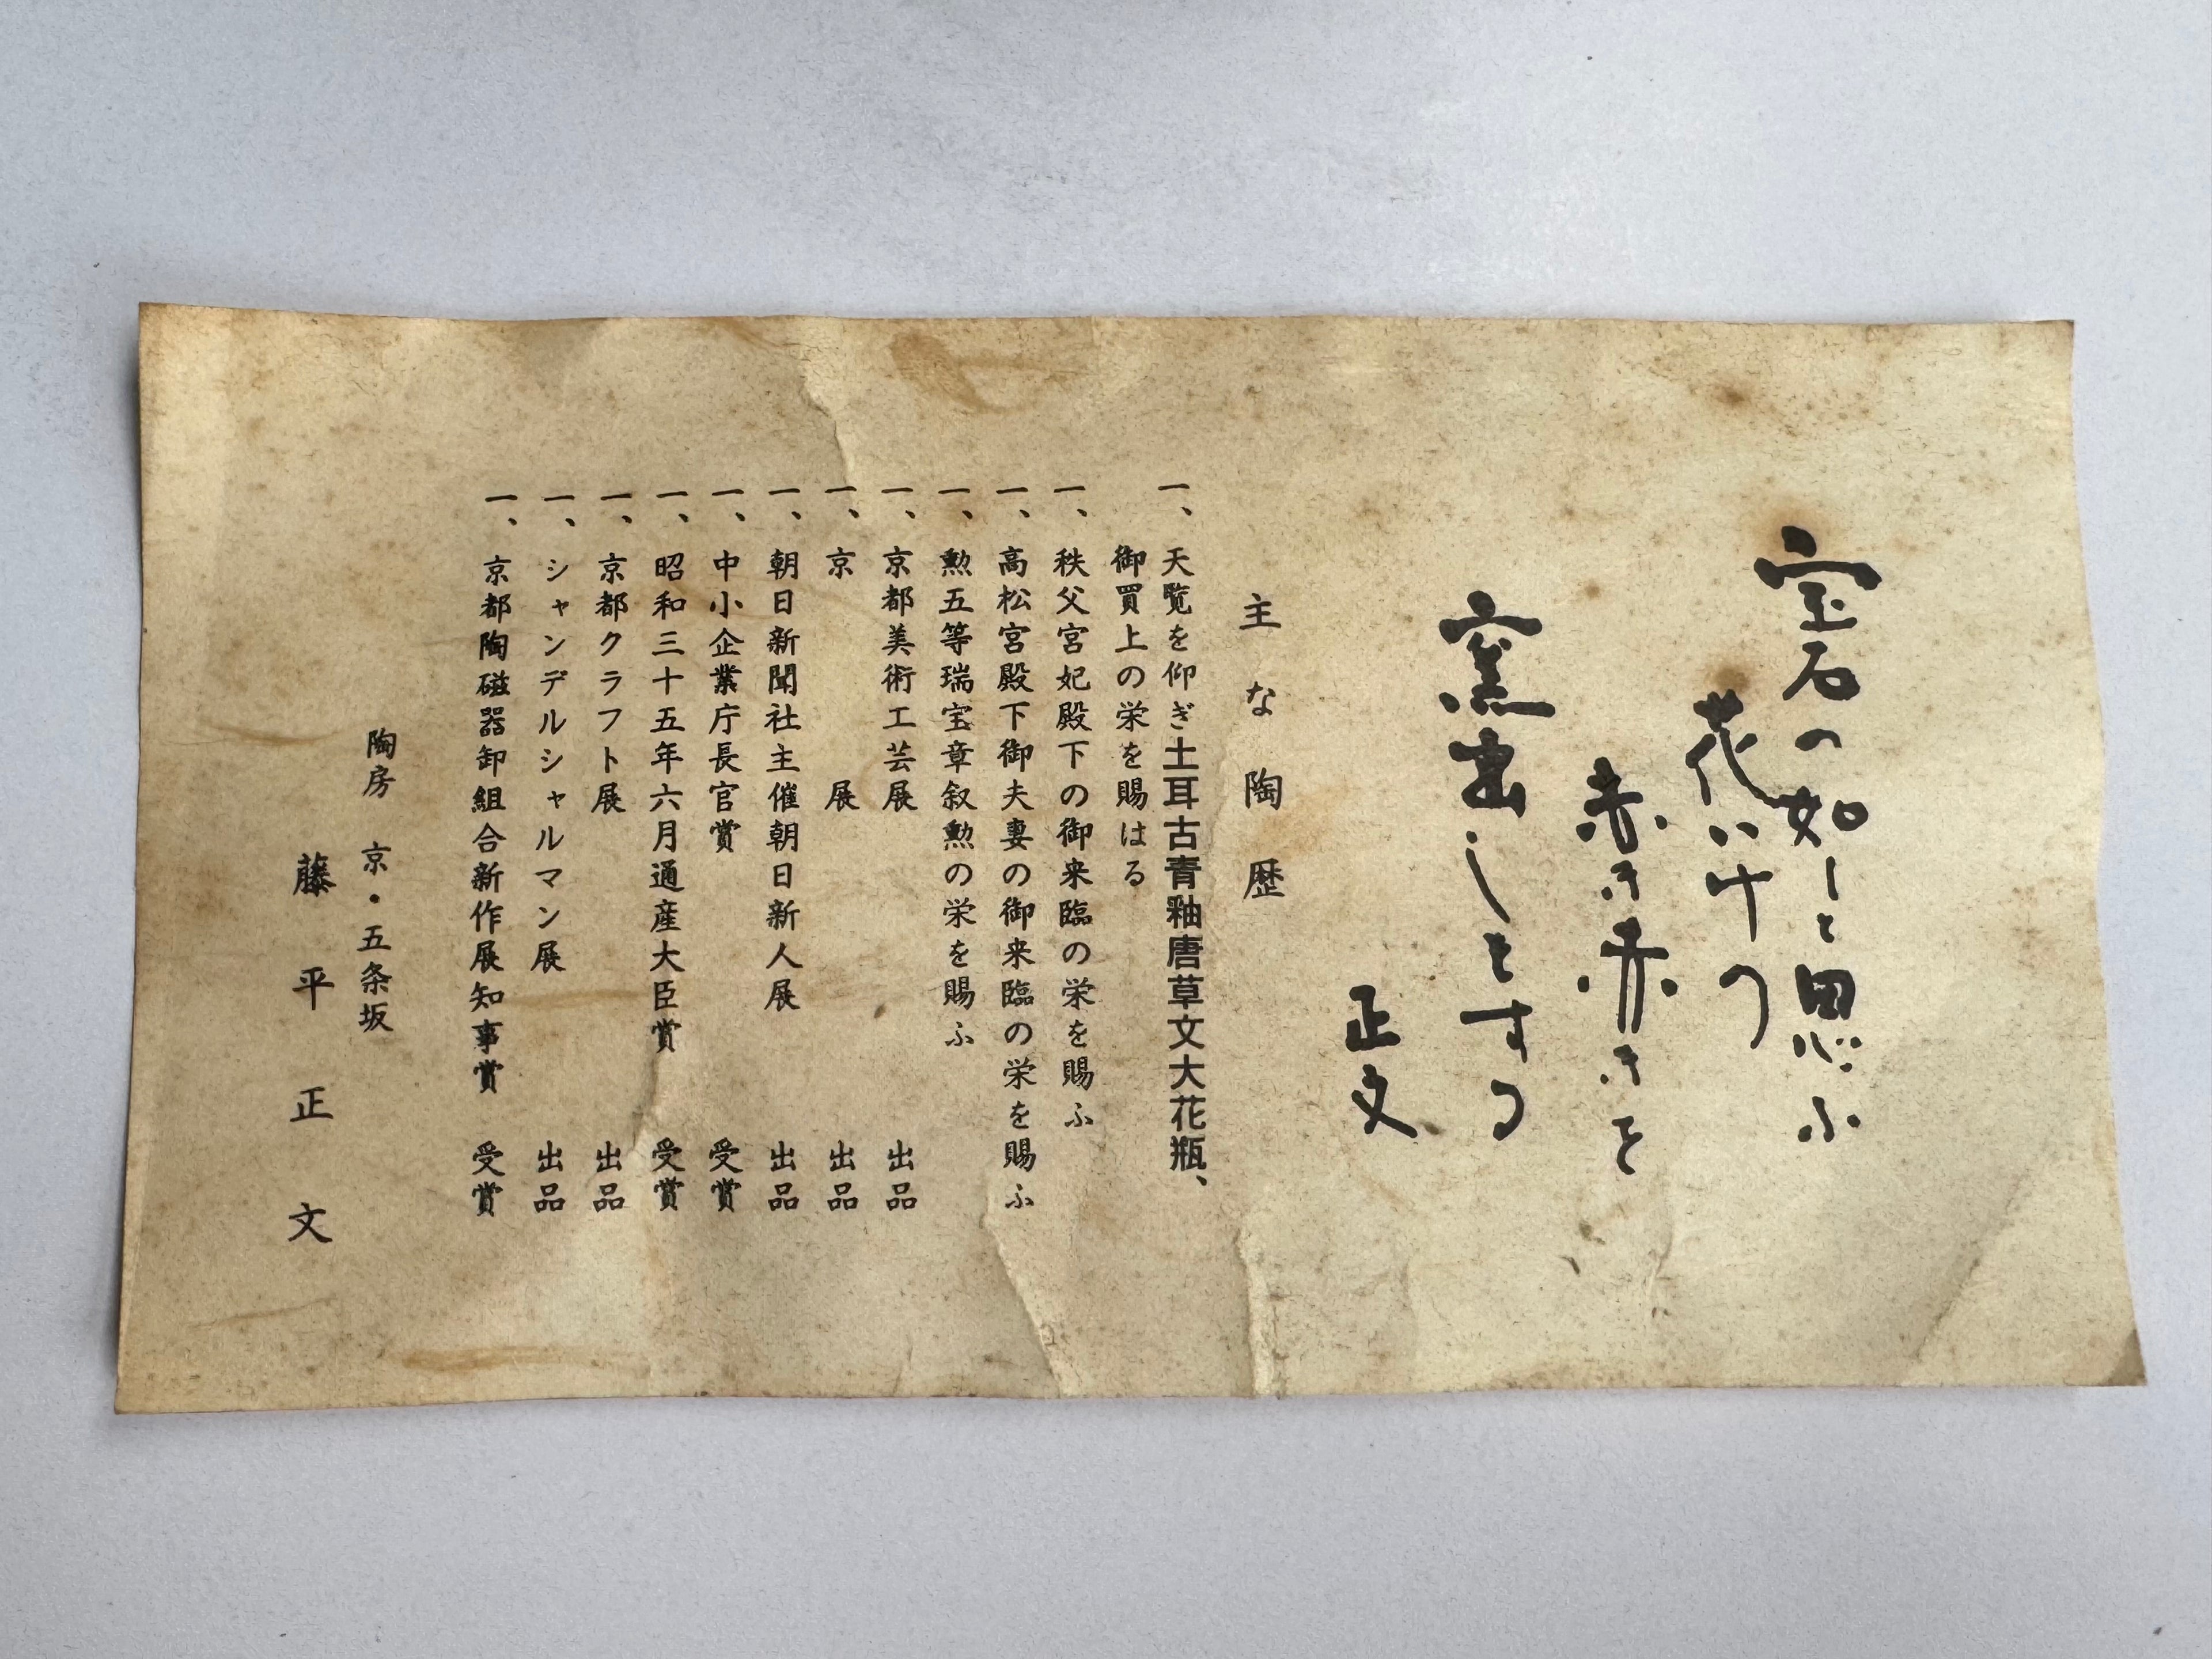 宝石の如しと思ふ
花いけの
赤き赤きを
窯出しとする
正文
主な陶歴
一、天覧を仰ぎ土耳古青釉唐草文大花瓶、
御買上の栄を賜はる
一、秩父宮妃殿下の御来臨の栄を賜ふ
一、高松宮殿下御夫妻の御来臨の栄を賜ふ
一、勲五等瑞宝章叙勲の栄を賜ふ
一、京都美術工芸展 出品
一、京展 出品
一、朝日新聞社主催朝日新人展 出品
一、中小企業庁長官賞 受賞
一、昭和三十五年六月通産大臣賞 受賞
一、京都クラフト展 出品
一、シャンデルシャルマン展 出品
一、京都陶磁器卸組合新作展知事賞 受賞
陶房 京・五条坂
藤平正文